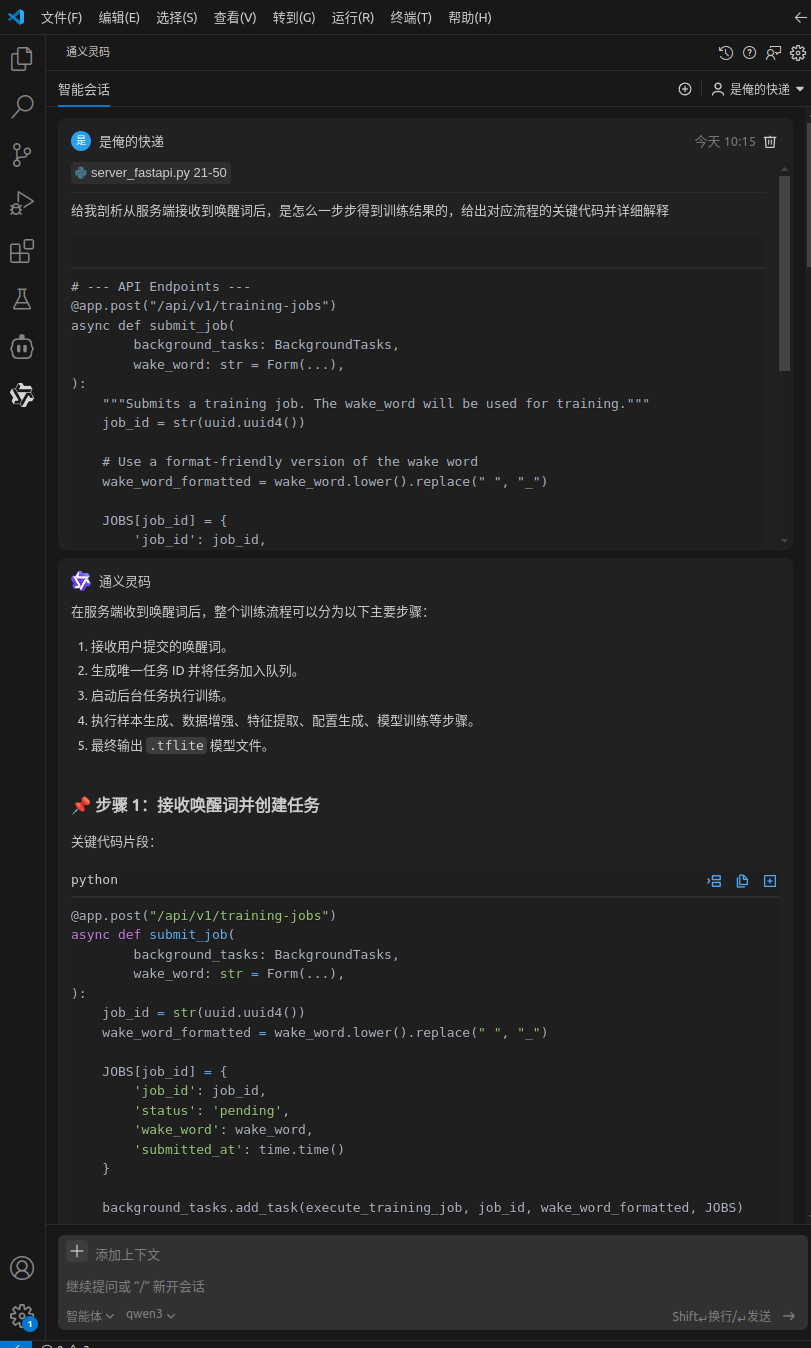 文件(F) 编辑(E) 选择(S) 查看(V) 转到(G) 运行(R) 终端(T) 帮助(H)
通义灵码
智能会话
是俺的快递
是 是俺的快递
今天 10:15
server_fastapi.py 21-50
给我剖析从服务端接收到唤醒词后，是怎么一步步得到训练结果的，给出对应流程的关键代码并详细解释
# --- API Endpoints ---
@app.post("/api/v1/training-jobs")
async def submit_job(
        background_tasks: BackgroundTasks,
        wake_word: str = Form(...),
):
    """Submits a training job. The wake_word will be used for training."""
    job_id = str(uuid.uuid4())
    # Use a format-friendly version of the wake word
    wake_word_formatted = wake_word.lower().replace(" ", "_")
    JOBS[job_id] = {
        'job_id': job_id,
通义灵码
在服务端收到唤醒词后，整个训练流程可以分为以下主要步骤：
1. 接收用户提交的唤醒词。
2. 生成唯一任务 ID 并将任务加入队列。
3. 启动后台任务执行训练。
4. 执行样本生成、数据增强、特征提取、配置生成、模型训练等步骤。
5. 最终输出 .tflite 模型文件。
📌 步骤 1：接收唤醒词并创建任务
关键代码片段：
python
@app.post("/api/v1/training-jobs")
async def submit_job(
        background_tasks: BackgroundTasks,
        wake_word: str = Form(...),
):
    job_id = str(uuid.uuid4())
    wake_word_formatted = wake_word.lower().replace(" ", "_")
    JOBS[job_id] = {
        'job_id': job_id,
        'status': 'pending',
        'wake_word': wake_word,
        'submitted_at': time.time()
    }
    background_tasks.add_task(execute_training_job, job_id, wake_word_formatted, JOBS)
添加上下文
继续提问或 “/” 新开会话
智能体 qwen3
Shift↵换行/↵发送
1